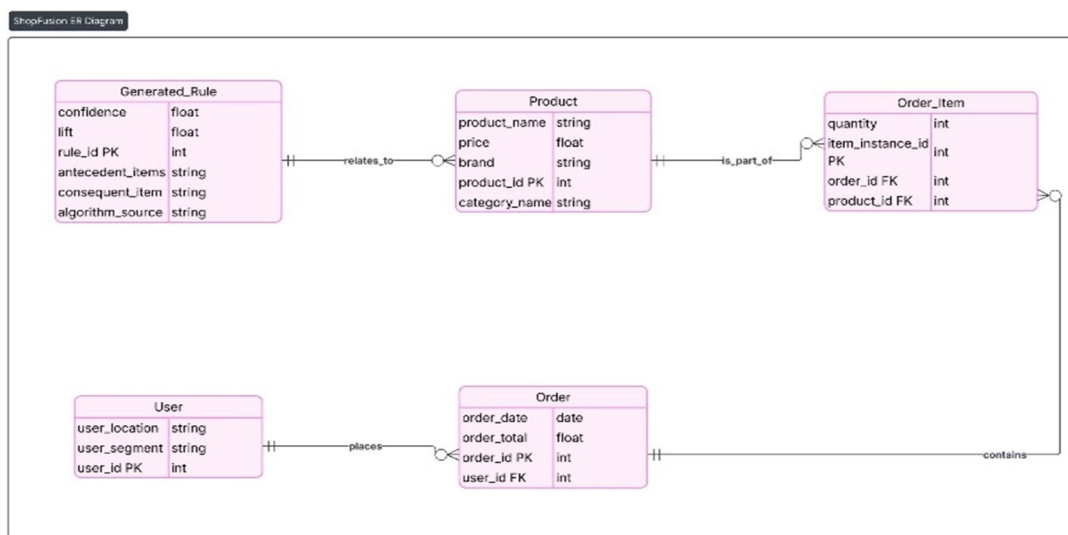 ShopFusion ER Diagram
Generated_Rule
confidence float
lift float
rule_id PK int
antecedent_items string
consequent_item string
algorithm_source string
relates_to
Product
product_name string
price float
brand string
product_id PK int
category_name string
is_part_of
Order_Item
quantity int
item_instance_id int
PK
order_id FK int
product_id FK int
User
user_location string
user_segment string
user_id PK int
places
Order
order_date date
order_total float
order_id PK int
user_id FK int
contains